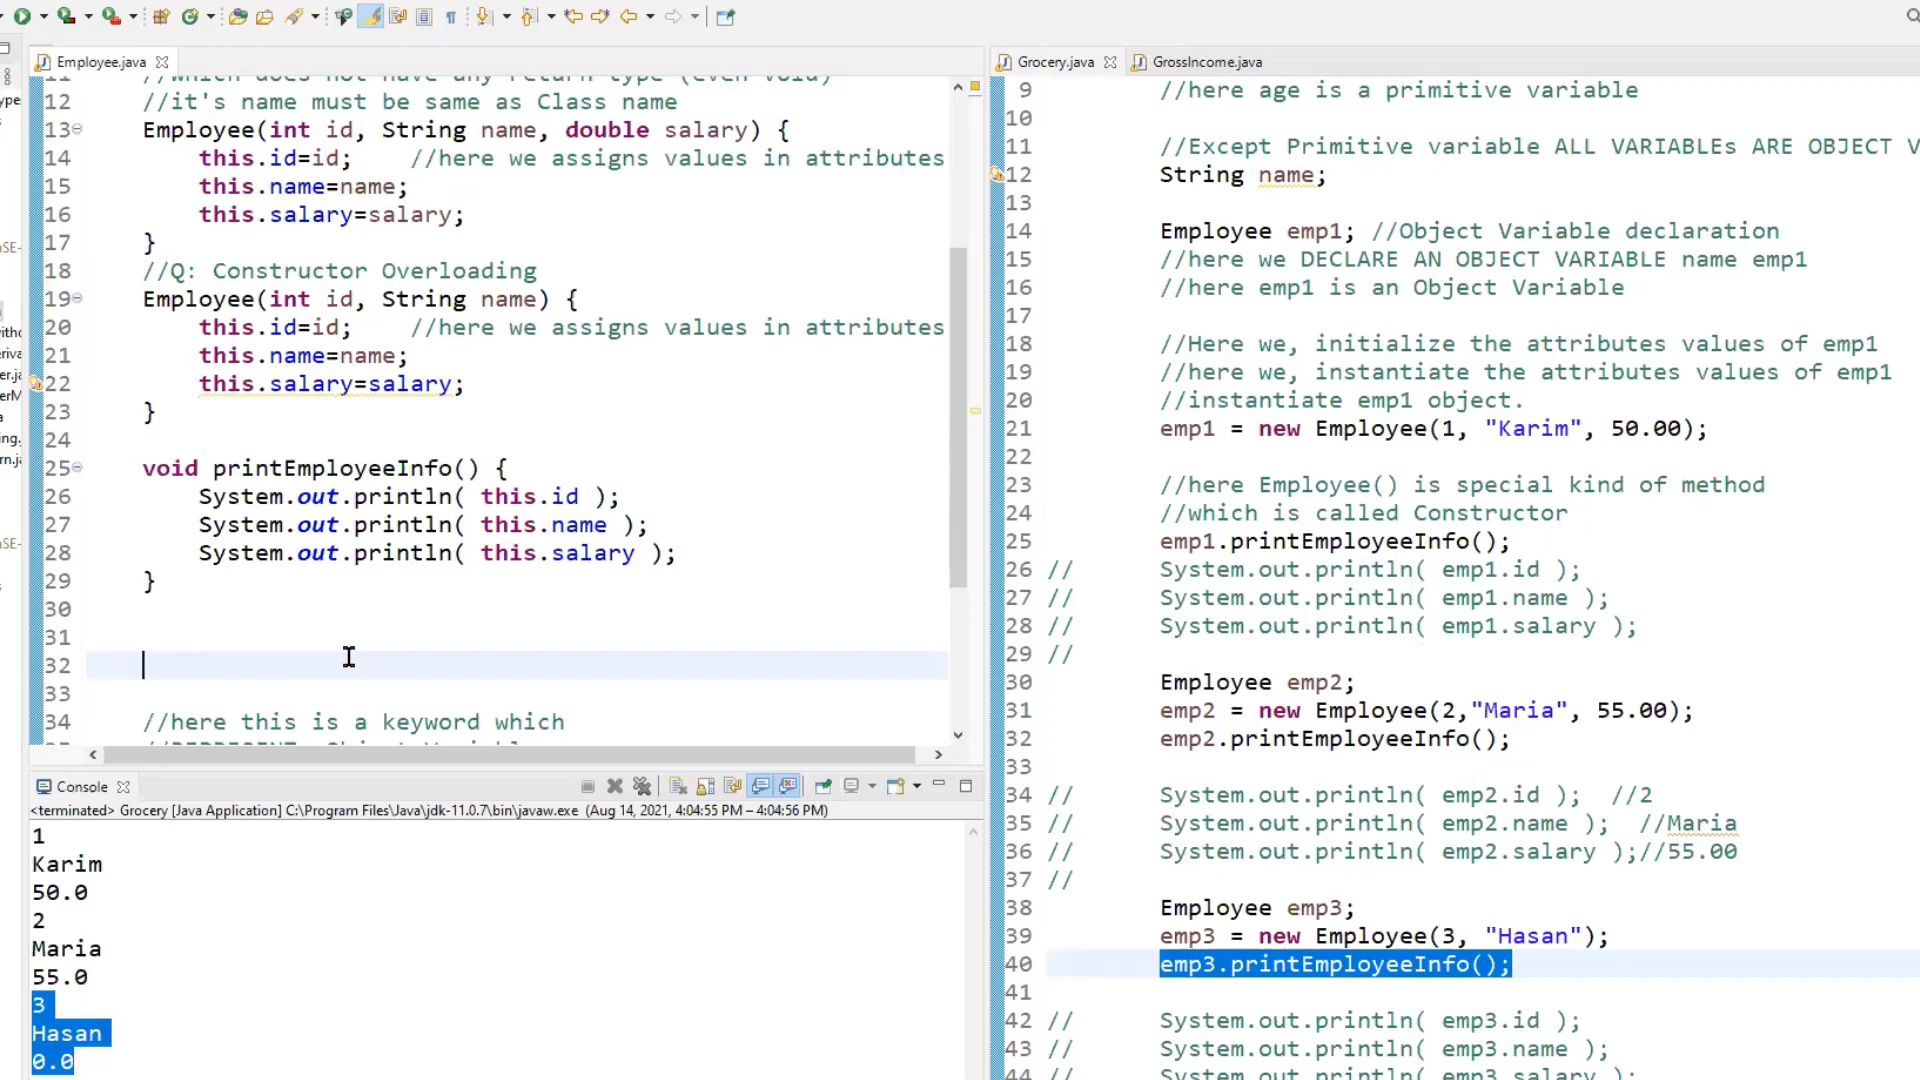 Employee.java
//which does not have any return type (even void)
12 //it's name must be same as Class name
13 Employee(int id, String name, double salary) {
14 this.id=id; //here we assigns values in attributes
15 this.name=name;
16 this.salary=salary;
17 }
18 //Q: Constructor Overloading
19 Employee(int id, String name) {
20 this.id=id; //here we assigns values in attributes
21 this.name=name;
22 this.salary=salary;
23 }
24
25 void printEmployeeInfo() {
26 System.out.println( this.id );
27 System.out.println( this.name );
28 System.out.println( this.salary );
29 }
30
31
32
33
34 //here this is a keyword which
Console
<terminated> Grocery [Java Application] C:\Program Files\Java\jdk-11.0.7\bin\javaw.exe (Aug 14, 2021, 4:04:55 PM – 4:04:56 PM)
1
Karim
50.0
2
Maria
55.0
3
Hasan
0.0
Grocery.java GrossIncome.java
9 //here age is a primitive variable
10
11 //Except Primitive variable ALL VARIABLEs ARE OBJECT V
12 String name;
13
14 Employee emp1; //Object Variable declaration
15 //here we DECLARE AN OBJECT VARIABLE name emp1
16 //here emp1 is an Object Variable
17
18 //Here we, initialize the attributes values of emp1
19 //here we, instantiate the attributes values of emp1
20 //instantiate emp1 object.
21 emp1 = new Employee(1, "Karim", 50.00);
22
23 //here Employee() is special kind of method
24 //which is called Constructor
25 emp1.printEmployeeInfo();
26 // System.out.println( emp1.id );
27 // System.out.println( emp1.name );
28 // System.out.println( emp1.salary );
29 //
30 Employee emp2;
31 emp2 = new Employee(2,"Maria", 55.00);
32 emp2.printEmployeeInfo();
33
34 // System.out.println( emp2.id ); //2
35 // System.out.println( emp2.name ); //Maria
36 // System.out.println( emp2.salary );//55.00
37 //
38 Employee emp3;
39 emp3 = new Employee(3, "Hasan");
40 emp3.printEmployeeInfo();
41
42 // System.out.println( emp3.id );
43 // System.out.println( emp3.name );
44 // System.out.println( emp3.salary );